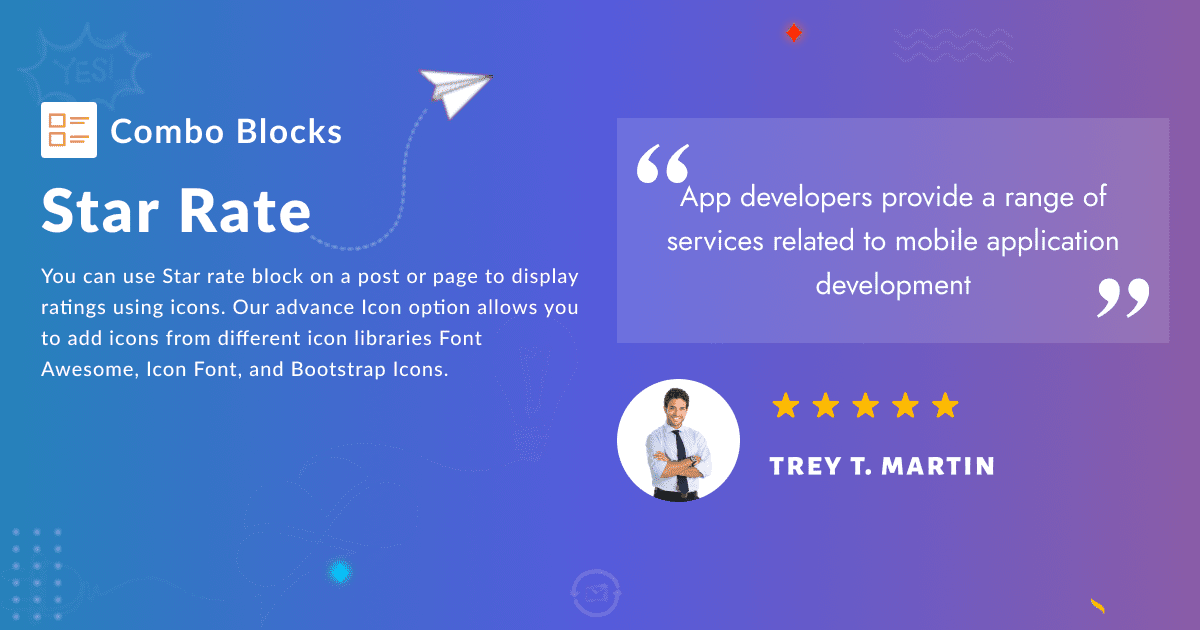 YES!
Combo Blocks
Star Rate
You can use Star rate block on a post or page to display
ratings using icons. Our advance Icon option allows you
to add icons from different icon libraries Font
Awesome, Icon Font, and Bootstrap Icons.
“App developers provide a range of
services related to mobile application
development”
TREY T. MARTIN